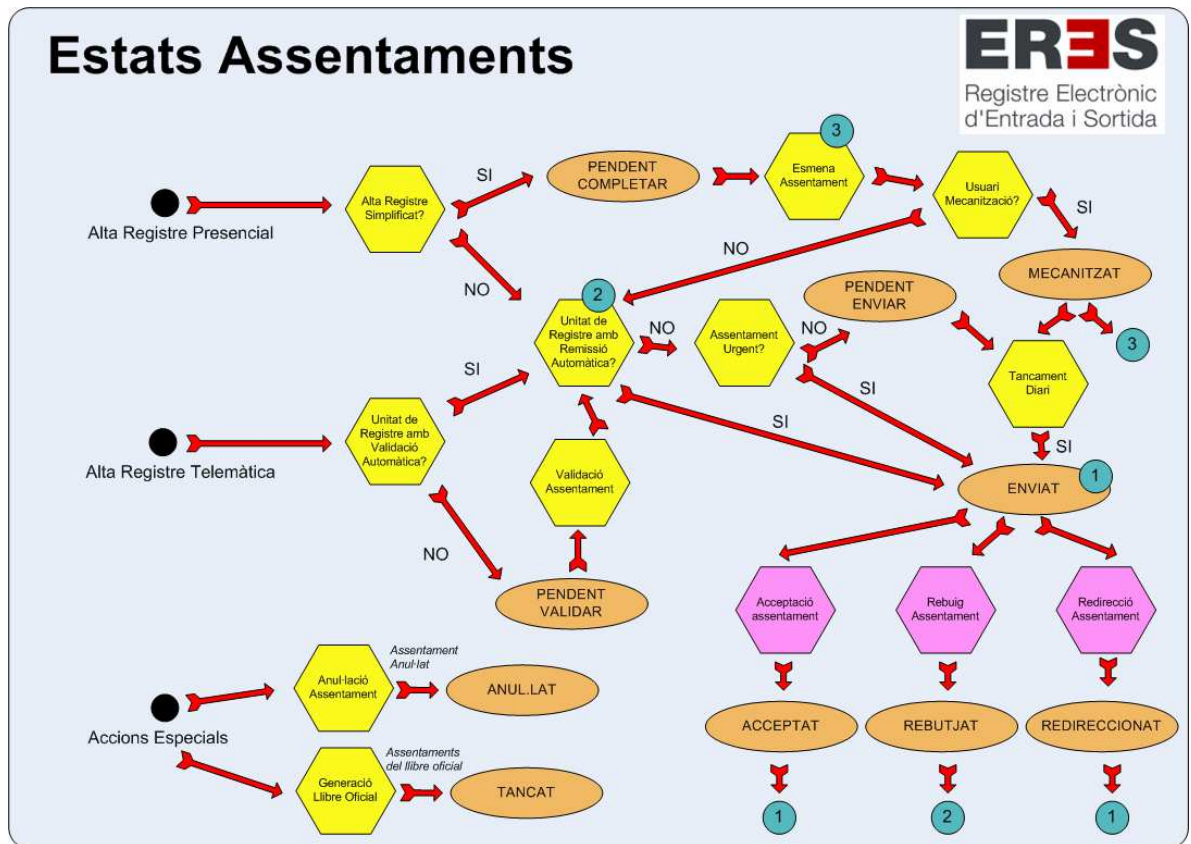 Estats Assentaments
ERES
Registre Electrònic
d'Entrada i Sortida
3
PENDENT
COMPLETAR
Esmena
Assentament
Usuari
Mecanització?
SI
SI
Alta Registre
Simplificat?
Alta Registre Presencial
NO
NO
MECANITZAT
PENDENT
ENVIAR
2
Unitat de
Registre amb
Remissió
Automàtica?
NO
Assentament
Urgent?
NO
3
Tancament
Diari
SI
SI
SI
SI
Unitat de
Registre amb
Validació
Automàtica?
Alta Registre Telemàtica
Validació
Assentament
ENVIAT
1
NO
PENDENT
VALIDAR
Acceptació
assentament
Rebuig
Assentament
Redirecció
Assentament
Assentament
Anul·lat
Anul·lació
Assentament
ANUL.LAT
Accions Especials
ACCEPTAT
REBUTJAT
REDIRECCIONAT
Assentaments
del llibre oficial
Generació
Llibre Oficial
TANCAT
1
2
1